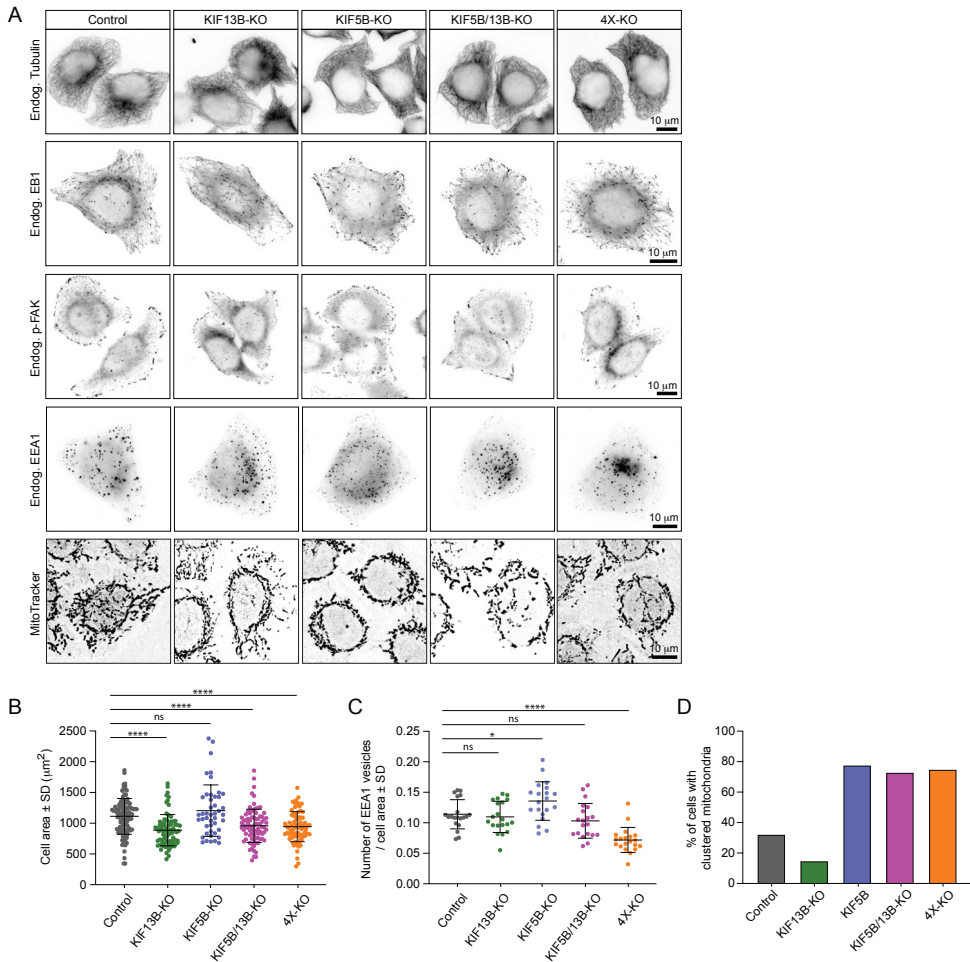 A
Control KIF13B-KO KIF5B-KO KIF5B/13B-KO 4X-KO
Endog. Tubulin
10 μm
Endog. EB1
10 μm
Endog. p-FAK
10 μm
Endog. EEA1
10 μm
MitoTracker
10 μm
B
Cell area ± SD (μm²)
2500
2000
1500
1000
500
0
****
****
ns
****
Control KIF13B-KO KIF5B-KO KIF5B/13B-KO 4X-KO
C
Number of EEA1 vesicles
/ cell area ± SD
0.25
0.20
0.15
0.10
0.05
0.00
****
ns
*
ns
Control KIF13B-KO KIF5B-KO KIF5B/13B-KO 4X-KO
D
% of cells with
clustered mitochondria
100
80
60
40
20
0
Control KIF13B-KO KIF5B KIF5B/13B-KO 4X-KO